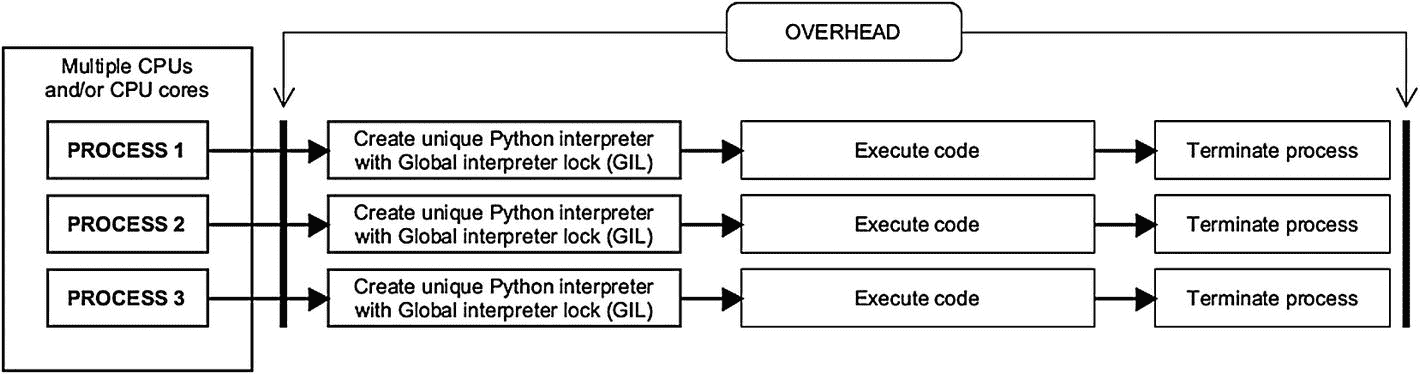 OVERHEAD
Multiple CPUs
and/or CPU cores
PROCESS 1
Create unique Python interpreter
with Global interpreter lock (GIL)
Execute code
Terminate process
PROCESS 2
Create unique Python interpreter
with Global interpreter lock (GIL)
Execute code
Terminate process
PROCESS 3
Create unique Python interpreter
with Global interpreter lock (GIL)
Execute code
Terminate process